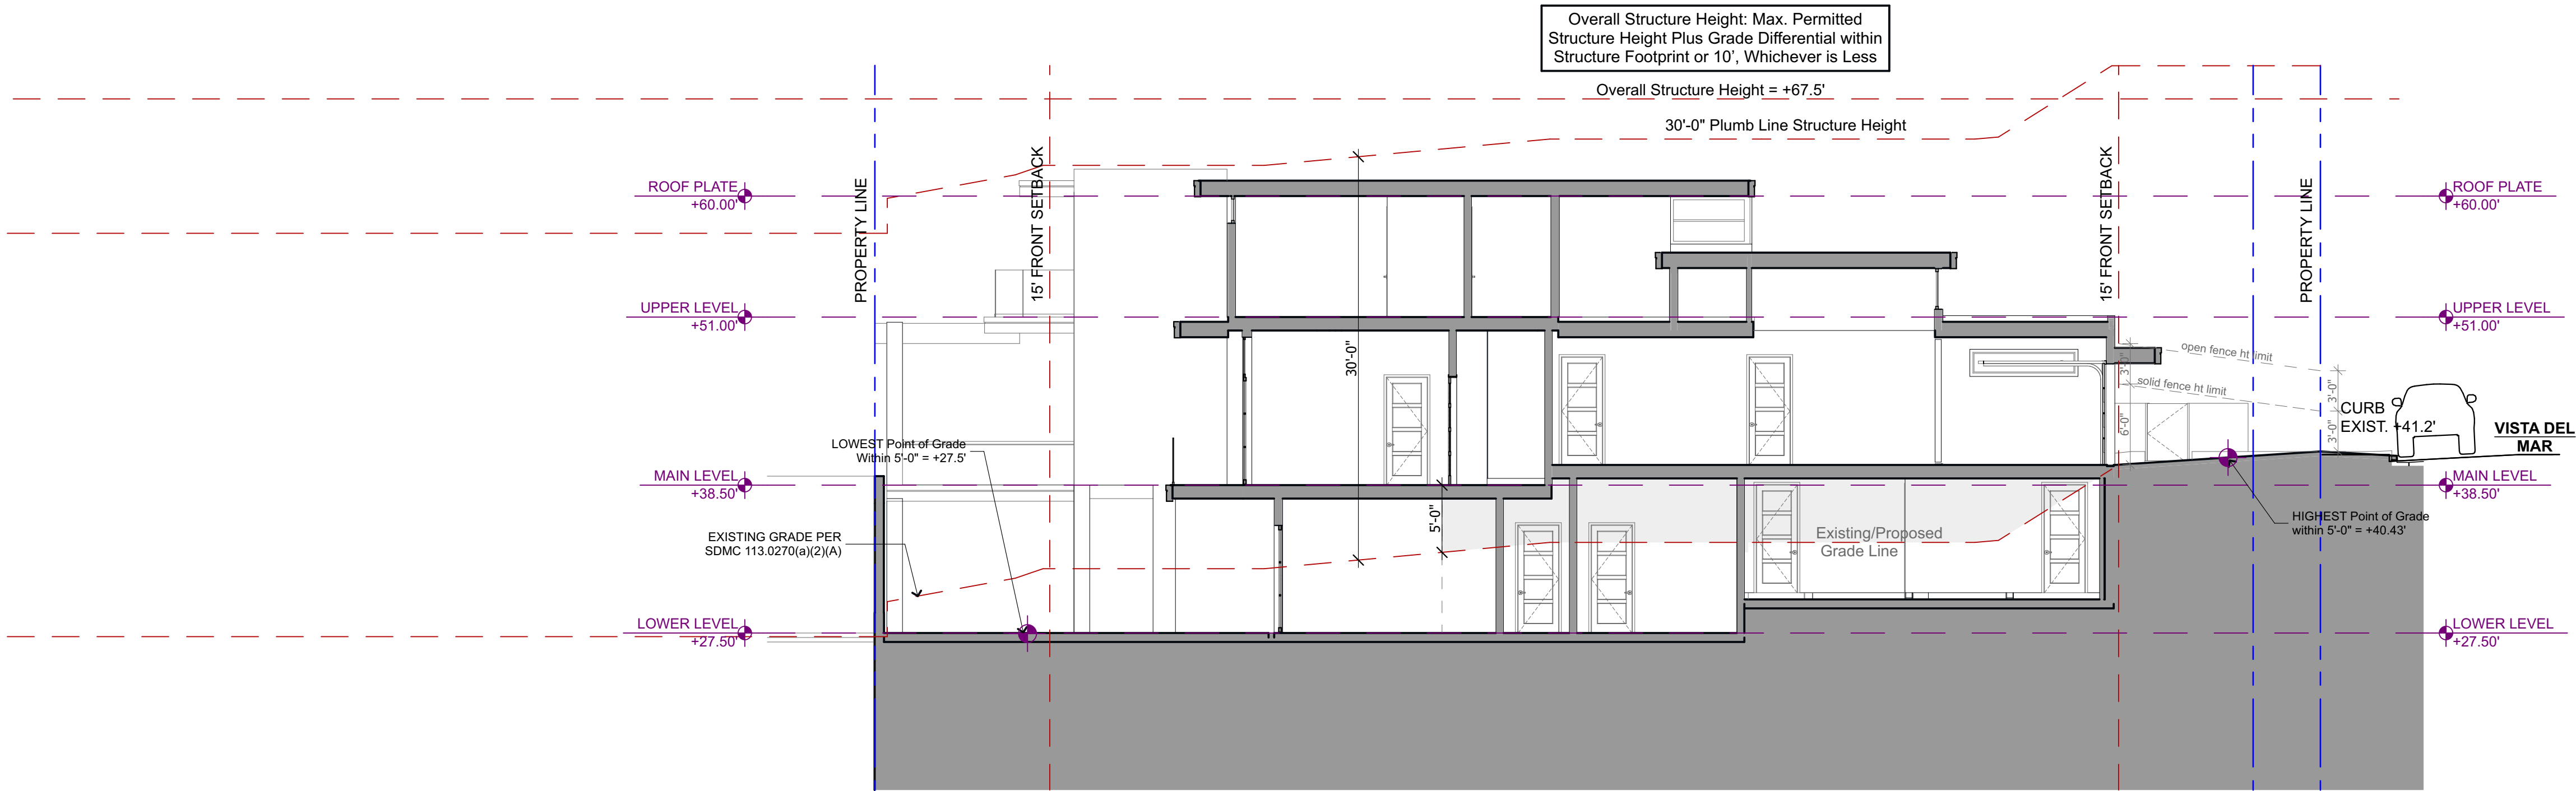 Overall Structure Height: Max. Permitted
Structure Height Plus Grade Differential within
Structure Footprint or 10’, Whichever is Less
Overall Structure Height = +67.5'
30'-0" Plumb Line Structure Height
ROOF PLATE
+60.00'
PROPERTY LINE
15' FRONT SETBACK
15' FRONT SETBACK
PROPERTY LINE
ROOF PLATE
+60.00'
UPPER LEVEL
+51.00'
UPPER LEVEL
+51.00'
30'-0"
3'-0"
open fence ht limit
solid fence ht limit
3'-0"
6'-0"
3'-0"
CURB
EXIST. +41.2'
VISTA DEL
MAR
LOWEST Point of Grade
Within 5'-0" = +27.5'
MAIN LEVEL
+38.50'
MAIN LEVEL
+38.50'
5'-0"
EXISTING GRADE PER
SDMC 113.0270(a)(2)(A)
Existing/Proposed
Grade Line
HIGHEST Point of Grade
within 5'-0" = +40.43'
LOWER LEVEL
+27.50'
LOWER LEVEL
+27.50'